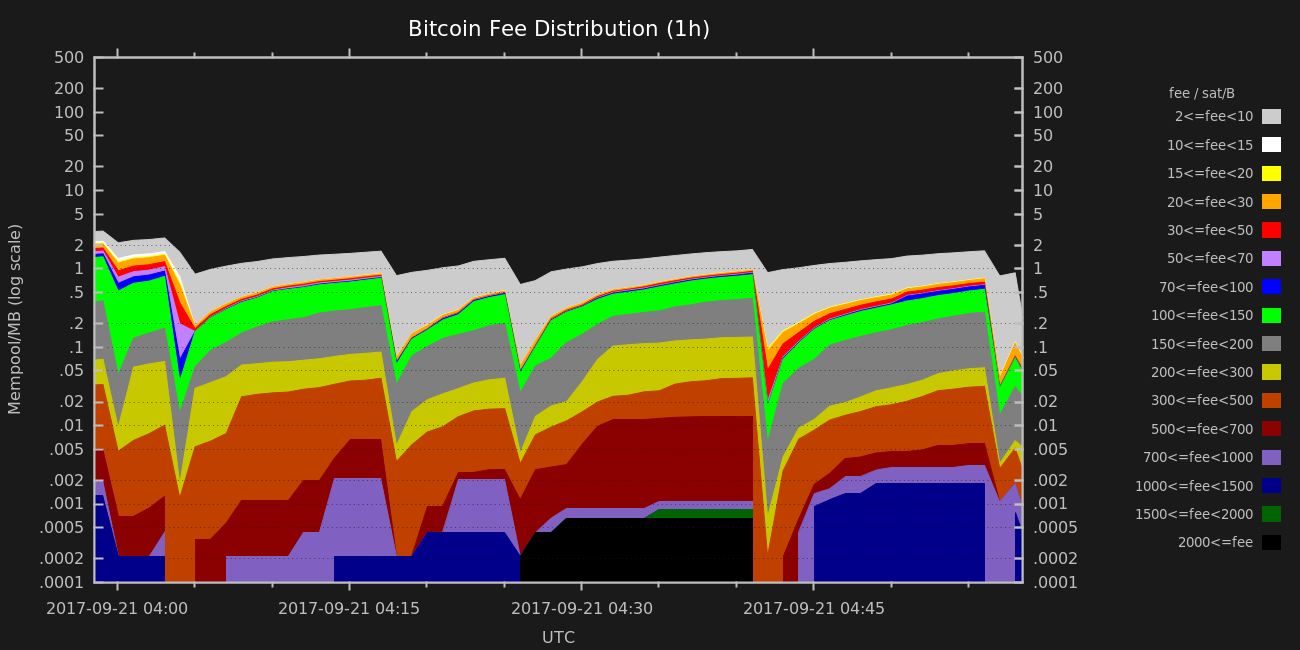 Bitcoin Fee Distribution (1h)
Mempool/MB (log scale)
500
200
100
50
20
10
5
2
1
.5
.2
.1
.05
.02
.01
.005
.002
.001
.0005
.0002
.0001
500
200
100
50
20
10
5
2
1
.5
.2
.1
.05
.02
.01
.005
.002
.001
.0005
.0002
.0001
2017-09-21 04:00
2017-09-21 04:15
2017-09-21 04:30
2017-09-21 04:45
UTC
fee / sat/B
2<=fee<10
10<=fee<15
15<=fee<20
20<=fee<30
30<=fee<50
50<=fee<70
70<=fee<100
100<=fee<150
150<=fee<200
200<=fee<300
300<=fee<500
500<=fee<700
700<=fee<1000
1000<=fee<1500
1500<=fee<2000
2000<=fee